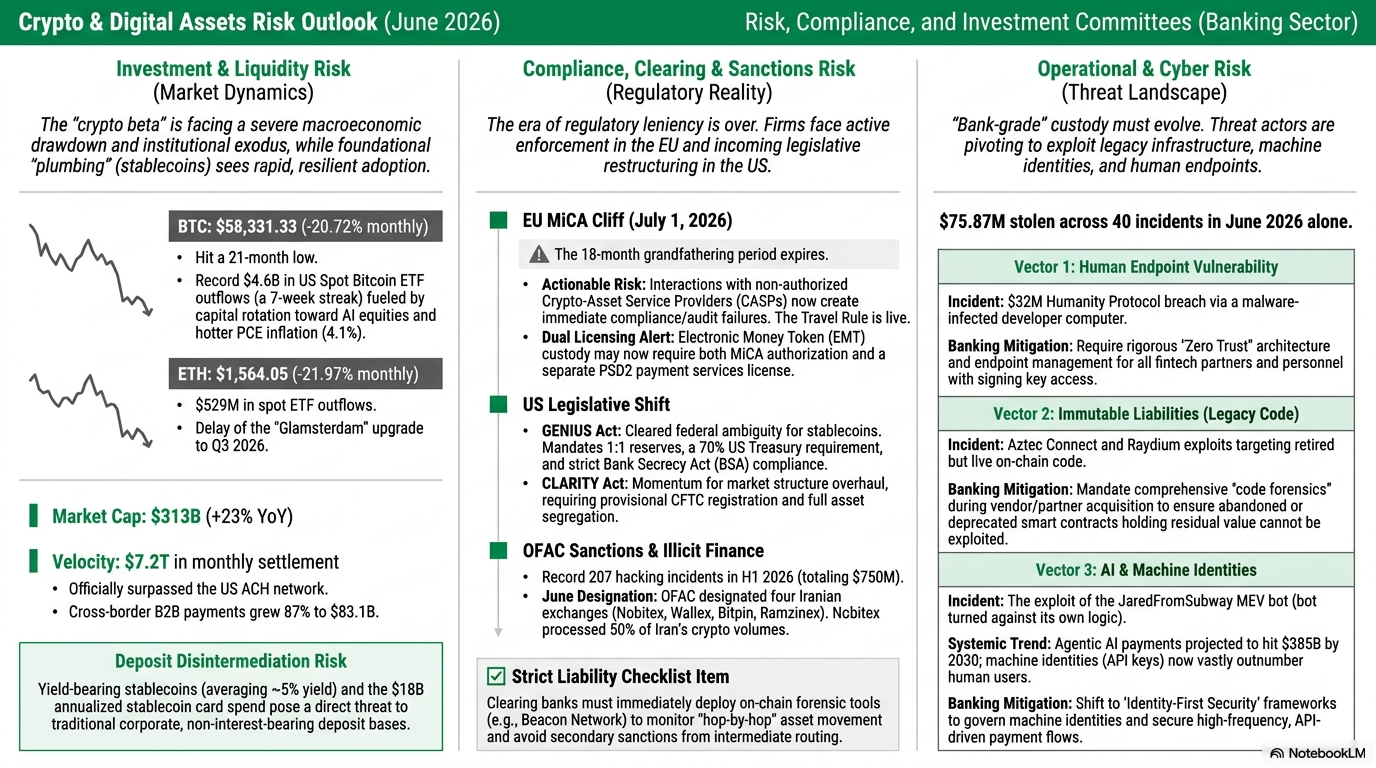 Crypto & Digital Assets Risk Outlook (June 2026)
Risk, Compliance, and Investment Committees (Banking Sector)
Investment & Liquidity Risk
(Market Dynamics)
The "crypto beta" is facing a severe macroeconomic
drawdown and institutional exodus, while foundational
"plumbing" (stablecoins) sees rapid, resilient adoption.
BTC: $58,331.33 (-20.72% monthly)
• Hit a 21-month low.
• Record $4.6B in US Spot Bitcoin ETF
outflows (a 7-week streak) fueled by
capital rotation toward AI equities and
hotter PCE inflation (4.1%).
ETH: $1,564.05 (-21.97% monthly)
• $529M in spot ETF outflows.
• Delay of the "Glamsterdam" upgrade
to Q3 2026.
Market Cap: $313B (+23% YoY)
Velocity: $7.2T in monthly settlement
• Officially surpassed the US ACH network.
• Cross-border B2B payments grew 87% to $83.1B.
Deposit Disintermediation Risk
Yield-bearing stablecoins (averaging ~5% yield) and the $18B
annualized stablecoin card spend pose a direct threat to
traditional corporate, non-interest-bearing deposit bases.
Compliance, Clearing & Sanctions Risk
(Regulatory Reality)
The era of regulatory leniency is over. Firms face active
enforcement in the EU and incoming legislative
restructuring in the US.
EU MiCA Cliff (July 1, 2026)
The 18-month grandfathering period expires.
• Actionable Risk: Interactions with non-authorized
Crypto-Asset Service Providers (CASPs) now create
immediate compliance/audit failures. The Travel Rule is live.
• Dual Licensing Alert: Electronic Money Token (EMT)
custody may now require both MiCA authorization and a
separate PSD2 payment services license.
US Legislative Shift
• GENIUS Act: Cleared federal ambiguity for stablecoins.
Mandates 1:1 reserves, a 70% US Treasury requirement,
and strict Bank Secrecy Act (BSA) compliance.
• CLARITY Act: Momentum for market structure overhaul,
requiring provisional CFTC registration and full asset
segregation.
OFAC Sanctions & Illicit Finance
• Record 207 hacking incidents in H1 2026 (totaling $750M).
• June Designation: OFAC designated four Iranian
exchanges (Nobitex, Wallex, Bitpin, Ramzinex). Nobitex
processed 50% of Iran's crypto volumes.
Strict Liability Checklist Item
Clearing banks must immediately deploy on-chain forensic tools
(e.g., Beacon Network) to monitor "hop-by-hop" asset movement
and avoid secondary sanctions from intermediate routing.
Operational & Cyber Risk
(Threat Landscape)
"Bank-grade" custody must evolve. Threat actors are
pivoting to exploit legacy infrastructure, machine
identities, and human endpoints.
$75.87M stolen across 40 incidents in June 2026 alone.
Vector 1: Human Endpoint Vulnerability
Incident: $32M Humanity Protocol breach via a malware-
infected developer computer.
Banking Mitigation: Require rigorous "Zero Trust" architecture
and endpoint management for all fintech partners and personnel
with signing key access.
Vector 2: Immutable Liabilities (Legacy Code)
Incident: Aztec Connect and Raydium exploits targeting retired
but live on-chain code.
Banking Mitigation: Mandate comprehensive "code forensics"
during vendor/partner acquisition to ensure abandoned or
deprecated smart contracts holding residual value cannot be
exploited.
Vector 3: AI & Machine Identities
Incident: The exploit of the JaredFromSubway MEV bot (bot
turned against its own logic).
Systemic Trend: Agentic AI payments projected to hit $385B by
2030; machine identities (API keys) now vastly outnumber
human users.
Banking Mitigation: Shift to 'Identity-First Security' frameworks
to govern machine identities and secure high-frequency, API-
driven payment flows.
NotebookLM